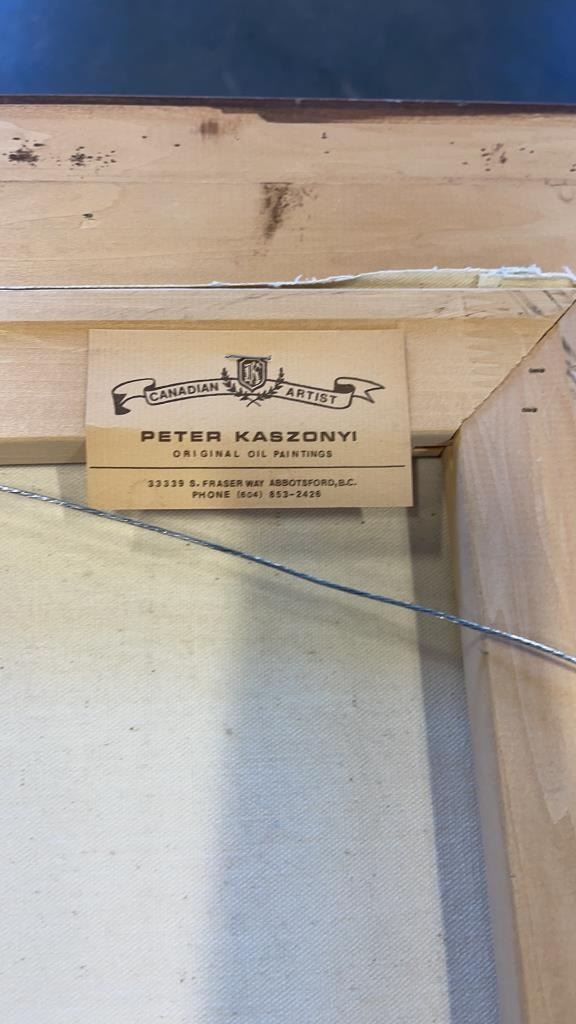 CANADIAN K ARTIST
PETER KASZONYI
ORIGINAL OIL PAINTINGS
33339 S. FRASER WAY ABBOTSFORD, B.C.
PHONE (604) 853-2426